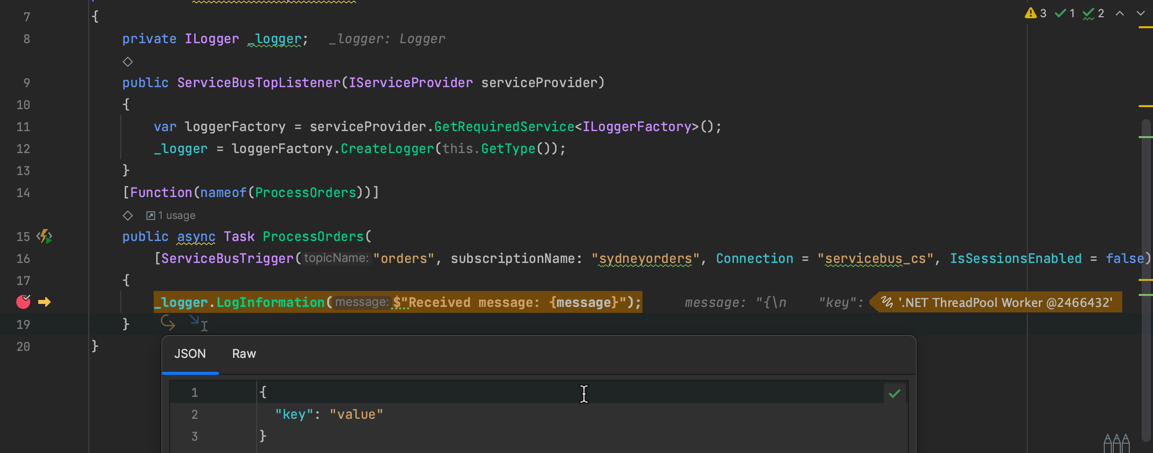 7 {
3 1 2
8 private ILogger _logger; _logger: Logger
9 public ServiceBusTopListener(IServiceProvider serviceProvider)
10 {
11 var loggerFactory = serviceProvider.GetRequiredService<ILoggerFactory>();
12 _logger = loggerFactory.CreateLogger(this.GetType());
13 }
14 [Function(nameof(ProcessOrders))]
1 usage
15 public async Task ProcessOrders(
16 [ServiceBusTrigger(topicName: "orders", subscriptionName: "sydneyorders", Connection = "servicebus_cs", IsSessionsEnabled = false)
17 {
_logger.LogInformation(message: $"Received message: {message}"); message: "{\n "key": '.NET ThreadPool Worker @2466432'
19 }
20 }
JSON Raw
1 {
2 "key": "value"
3 }